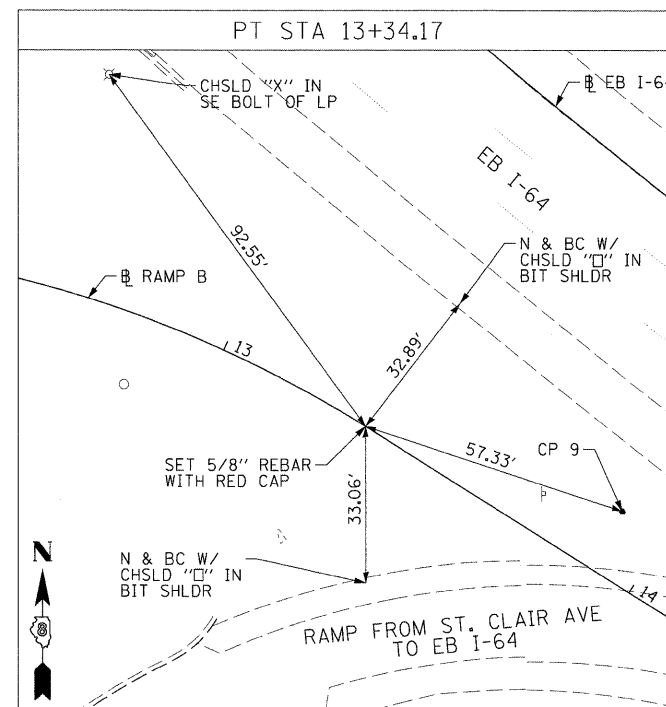 PT STA 13+34.17
CHSLD "X" IN
SE BOLT OF LP
℄ EB I-64
EB I-64
92.55'
N & BC W/
CHSLD "□" IN
BIT SHLDR
℄ RAMP B
13
32.89'
SET 5/8" REBAR
WITH RED CAP
57.33'
CP 9
P
33.06'
N & BC W/
CHSLD "□" IN
BIT SHLDR
N
8
14
RAMP FROM ST. CLAIR AVE
TO EB I-64